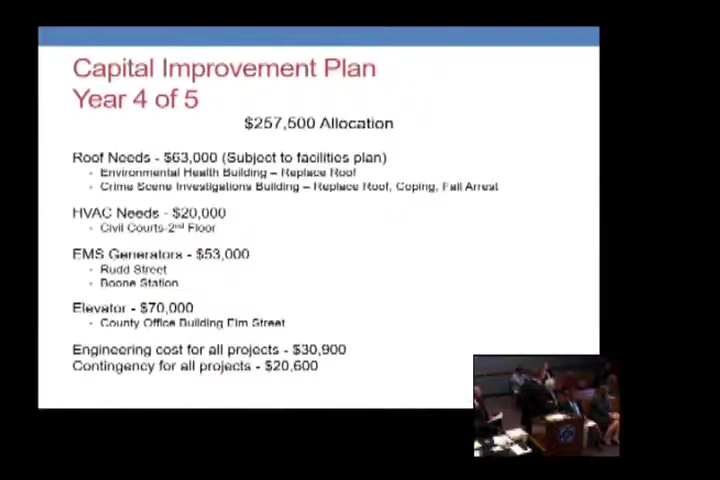 Capital Improvement Plan
Year 4 of 5
$257,500 Allocation
Roof Needs - $63,000 (Subject to facilities plan)
- Environmental Health Building – Replace Roof
- Crime Scene Investigations Building – Replace Roof, Coping, Fall Arrest
HVAC Needs - $20,000
- Civil Courts-2nd Floor
EMS Generators - $53,000
- Rudd Street
- Boone Station
Elevator - $70,000
- County Office Building Elm Street
Engineering cost for all projects - $30,900
Contingency for all projects - $20,600